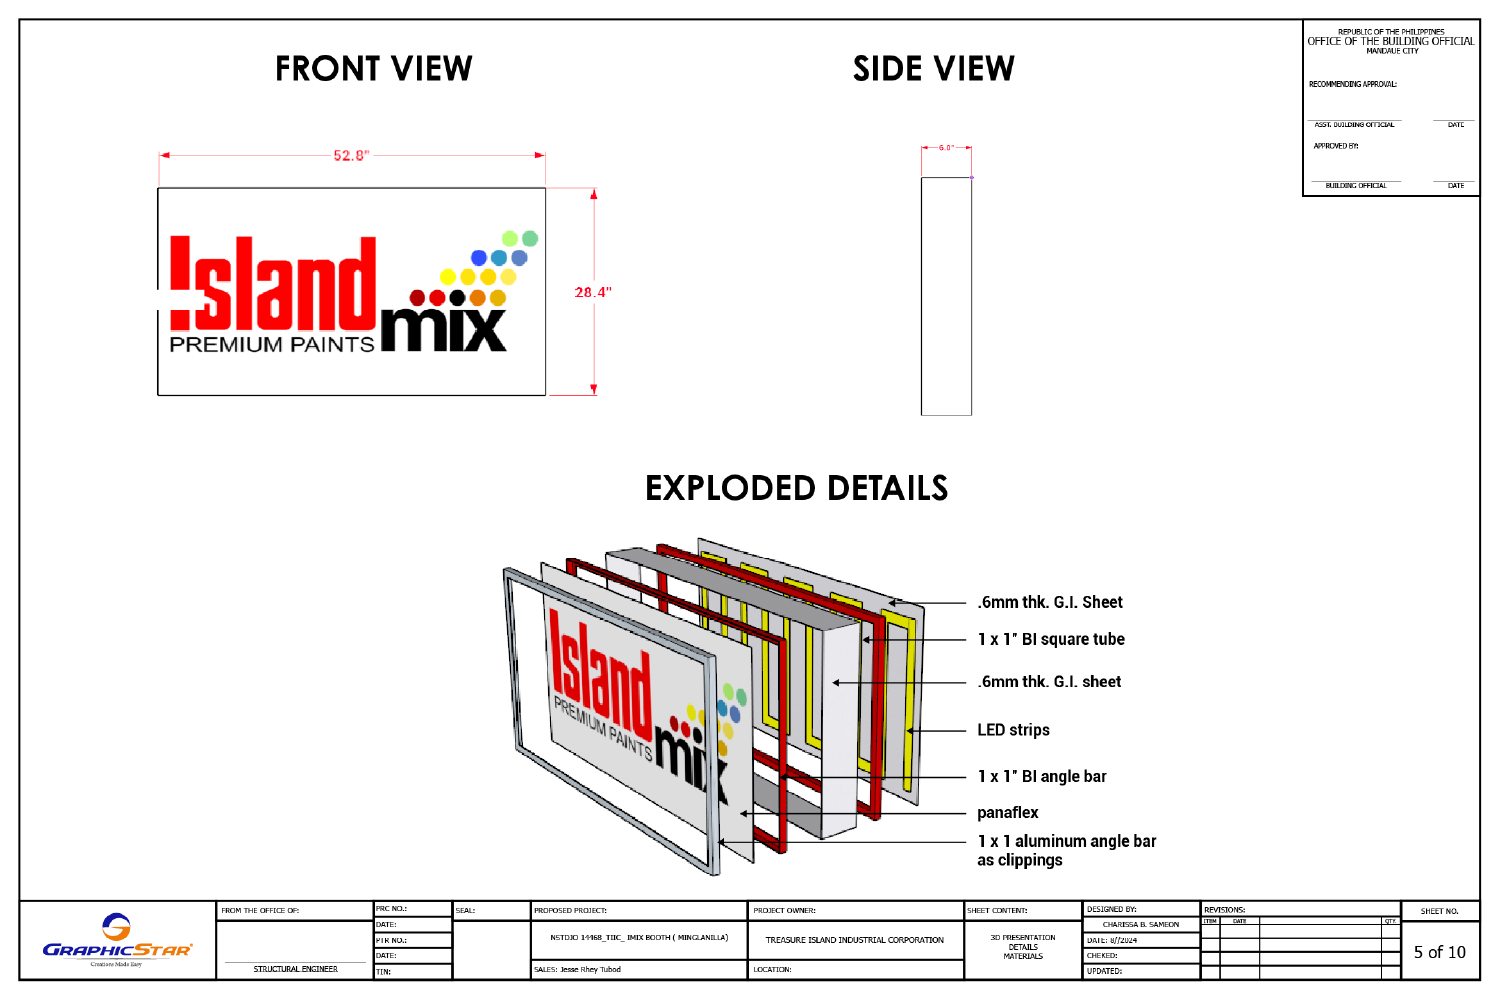 FRONT VIEW
SIDE VIEW
REPUBLIC OF THE PHILIPPINES
OFFICE OF THE BUILDING OFFICIAL
MANDAUE CITY
RECOMMENDING APPROVAL:
ASST. BUILDING OFFICIAL DATE
APPROVED BY:
BUILDING OFFICIAL DATE
52.8"
6.0"
28.4"
Island
mix
PREMIUM PAINTS
EXPLODED DETAILS
.6mm thk. G.I. Sheet
1 x 1" BI square tube
.6mm thk. G.I. sheet
LED strips
1 x 1" BI angle bar
panaflex
1 x 1 aluminum angle bar
as clippings
Island
PREMIUM PAINTS
mix
GRAPHICSTAR
Creations Made Easy
FROM THE OFFICE OF:
STRUCTURAL ENGINEER
PRC NO.:
DATE:
PTR NO.:
DATE:
TIN:
SEAL:
PROPOSED PROJECT:
NSTDJO 14468_TIIC_ IMIX BOOTH ( MINGLANILLA)
SALES: Jesse Rhey Tubod
PROJECT OWNER:
TREASURE ISLAND INDUSTRIAL CORPORATION
LOCATION:
SHEET CONTENT:
3D PRESENTATION
DETAILS
MATERIALS
DESIGNED BY:
CHARISSA B. SAMEON
DATE: 8//2024
CHEKED:
UPDATED:
REVISIONS:
ITEM DATE QTY.
SHEET NO.
5 of 10